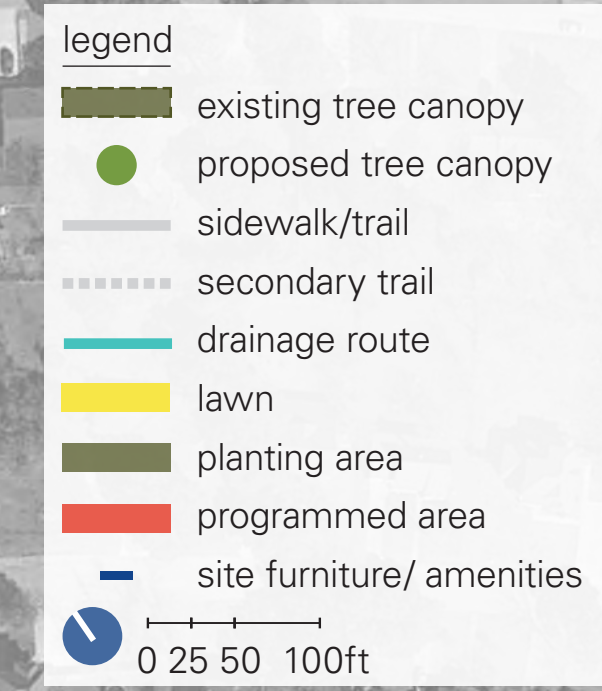 legend
existing tree canopy
proposed tree canopy
sidewalk/trail
secondary trail
drainage route
lawn
planting area
programmed area
site furniture/ amenities
0 25 50 100ft